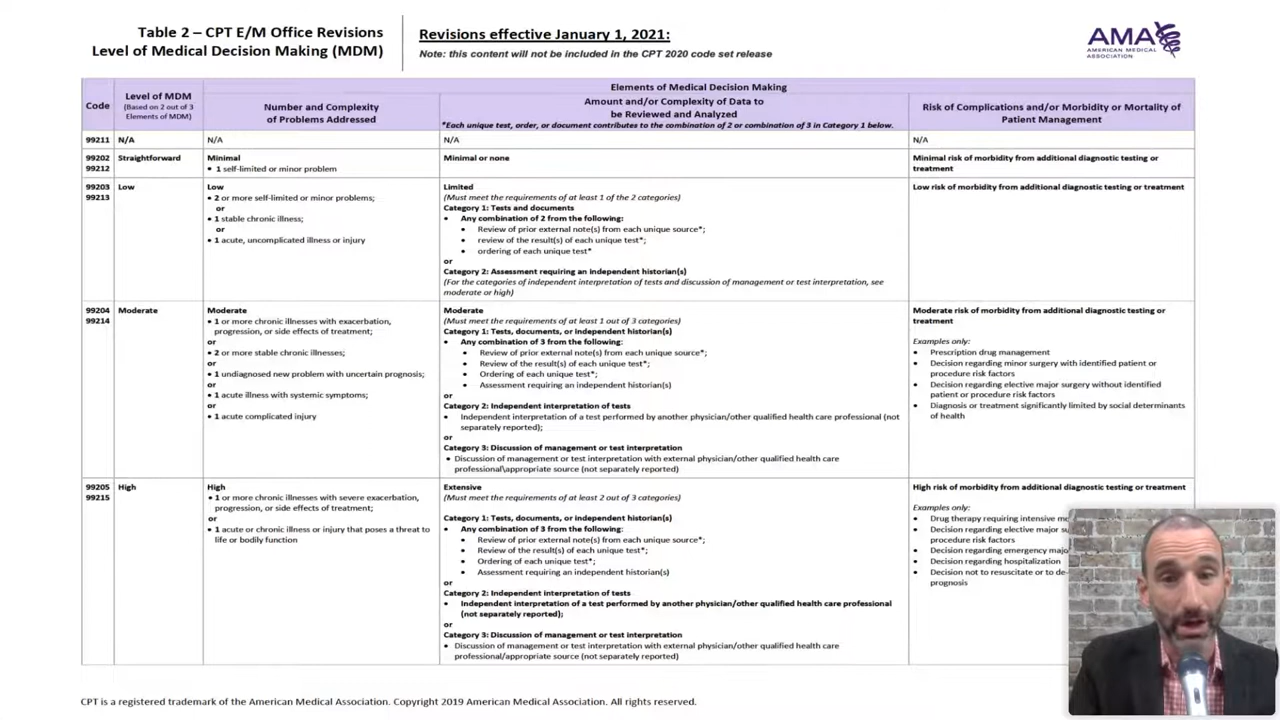 Table 2 – CPT E/M Office Revisions
Level of Medical Decision Making (MDM)
Revisions effective January 1, 2021:
Note: this content will not be included in the CPT 2020 code set release
AMA
AMERICAN MEDICAL
ASSOCIATION
Code
Level of MDM
(Based on 2 out of 3
Elements of MDM)
Elements of Medical Decision Making
Number and Complexity
of Problems Addressed
Amount and/or Complexity of Data to
be Reviewed and Analyzed
*Each unique test, order, or document contributes to the combination of 2 or combination of 3 in Category 1 below.
Risk of Complications and/or Morbidity or Mortality of
Patient Management
99211
N/A
N/A
N/A
N/A
99202
99212
Straightforward
Minimal
• 1 self-limited or minor problem
Minimal or none
Minimal risk of morbidity from additional diagnostic testing or
treatment
99203
99213
Low
Low
• 2 or more self-limited or minor problems;
or
• 1 stable chronic illness;
or
• 1 acute, uncomplicated illness or injury
Limited
(Must meet the requirements of at least 1 of the 2 categories)
Category 1: Tests and documents
• Any combination of 2 from the following:
• Review of prior external note(s) from each unique source*;
• review of the result(s) of each unique test*;
• ordering of each unique test*
or
Category 2: Assessment requiring an independent historian(s)
(For the categories of independent interpretation of tests and discussion of management or test interpretation, see
moderate or high)
Low risk of morbidity from additional diagnostic testing or treatment
99204
99214
Moderate
Moderate
• 1 or more chronic illnesses with exacerbation,
progression, or side effects of treatment;
or
• 2 or more stable chronic illnesses;
or
• 1 undiagnosed new problem with uncertain prognosis;
or
• 1 acute illness with systemic symptoms;
or
• 1 acute complicated injury
Moderate
(Must meet the requirements of at least 1 out of 3 categories)
Category 1: Tests, documents, or independent historian(s)
• Any combination of 3 from the following:
• Review of prior external note(s) from each unique source*;
• Review of the result(s) of each unique test*;
• Ordering of each unique test*;
• Assessment requiring an independent historian(s)
or
Category 2: Independent interpretation of tests
• Independent interpretation of a test performed by another physician/other qualified health care professional (not
separately reported);
or
Category 3: Discussion of management or test interpretation
• Discussion of management or test interpretation with external physician/other qualified health care
professional\appropriate source (not separately reported)
Moderate risk of morbidity from additional diagnostic testing or
treatment
Examples only:
• Prescription drug management
• Decision regarding minor surgery with identified patient or
procedure risk factors
• Decision regarding elective major surgery without identified
patient or procedure risk factors
• Diagnosis or treatment significantly limited by social determinants
of health
99205
99215
High
High
• 1 or more chronic illnesses with severe exacerbation,
progression, or side effects of treatment;
or
• 1 acute or chronic illness or injury that poses a threat to
life or bodily function
Extensive
(Must meet the requirements of at least 2 out of 3 categories)
Category 1: Tests, documents, or independent historian(s)
• Any combination of 3 from the following:
• Review of prior external note(s) from each unique source*;
• Review of the result(s) of each unique test*;
• Ordering of each unique test*;
• Assessment requiring an independent historian(s)
or
Category 2: Independent interpretation of tests
• Independent interpretation of a test performed by another physician/other qualified health care professional
(not separately reported);
or
Category 3: Discussion of management or test interpretation
• Discussion of management or test interpretation with external physician/other qualified health care
professional/appropriate source (not separately reported)
High risk of morbidity from additional diagnostic testing or treatment
Examples only:
• Drug therapy requiring intensive
• Decision regarding elective major
procedure risk factors
• Decision regarding emergency
• Decision regarding hospitalization
• Decision not to resuscitate or to
prognosis
CPT is a registered trademark of the American Medical Association. Copyright 2019 American Medical Association. All rights reserved.